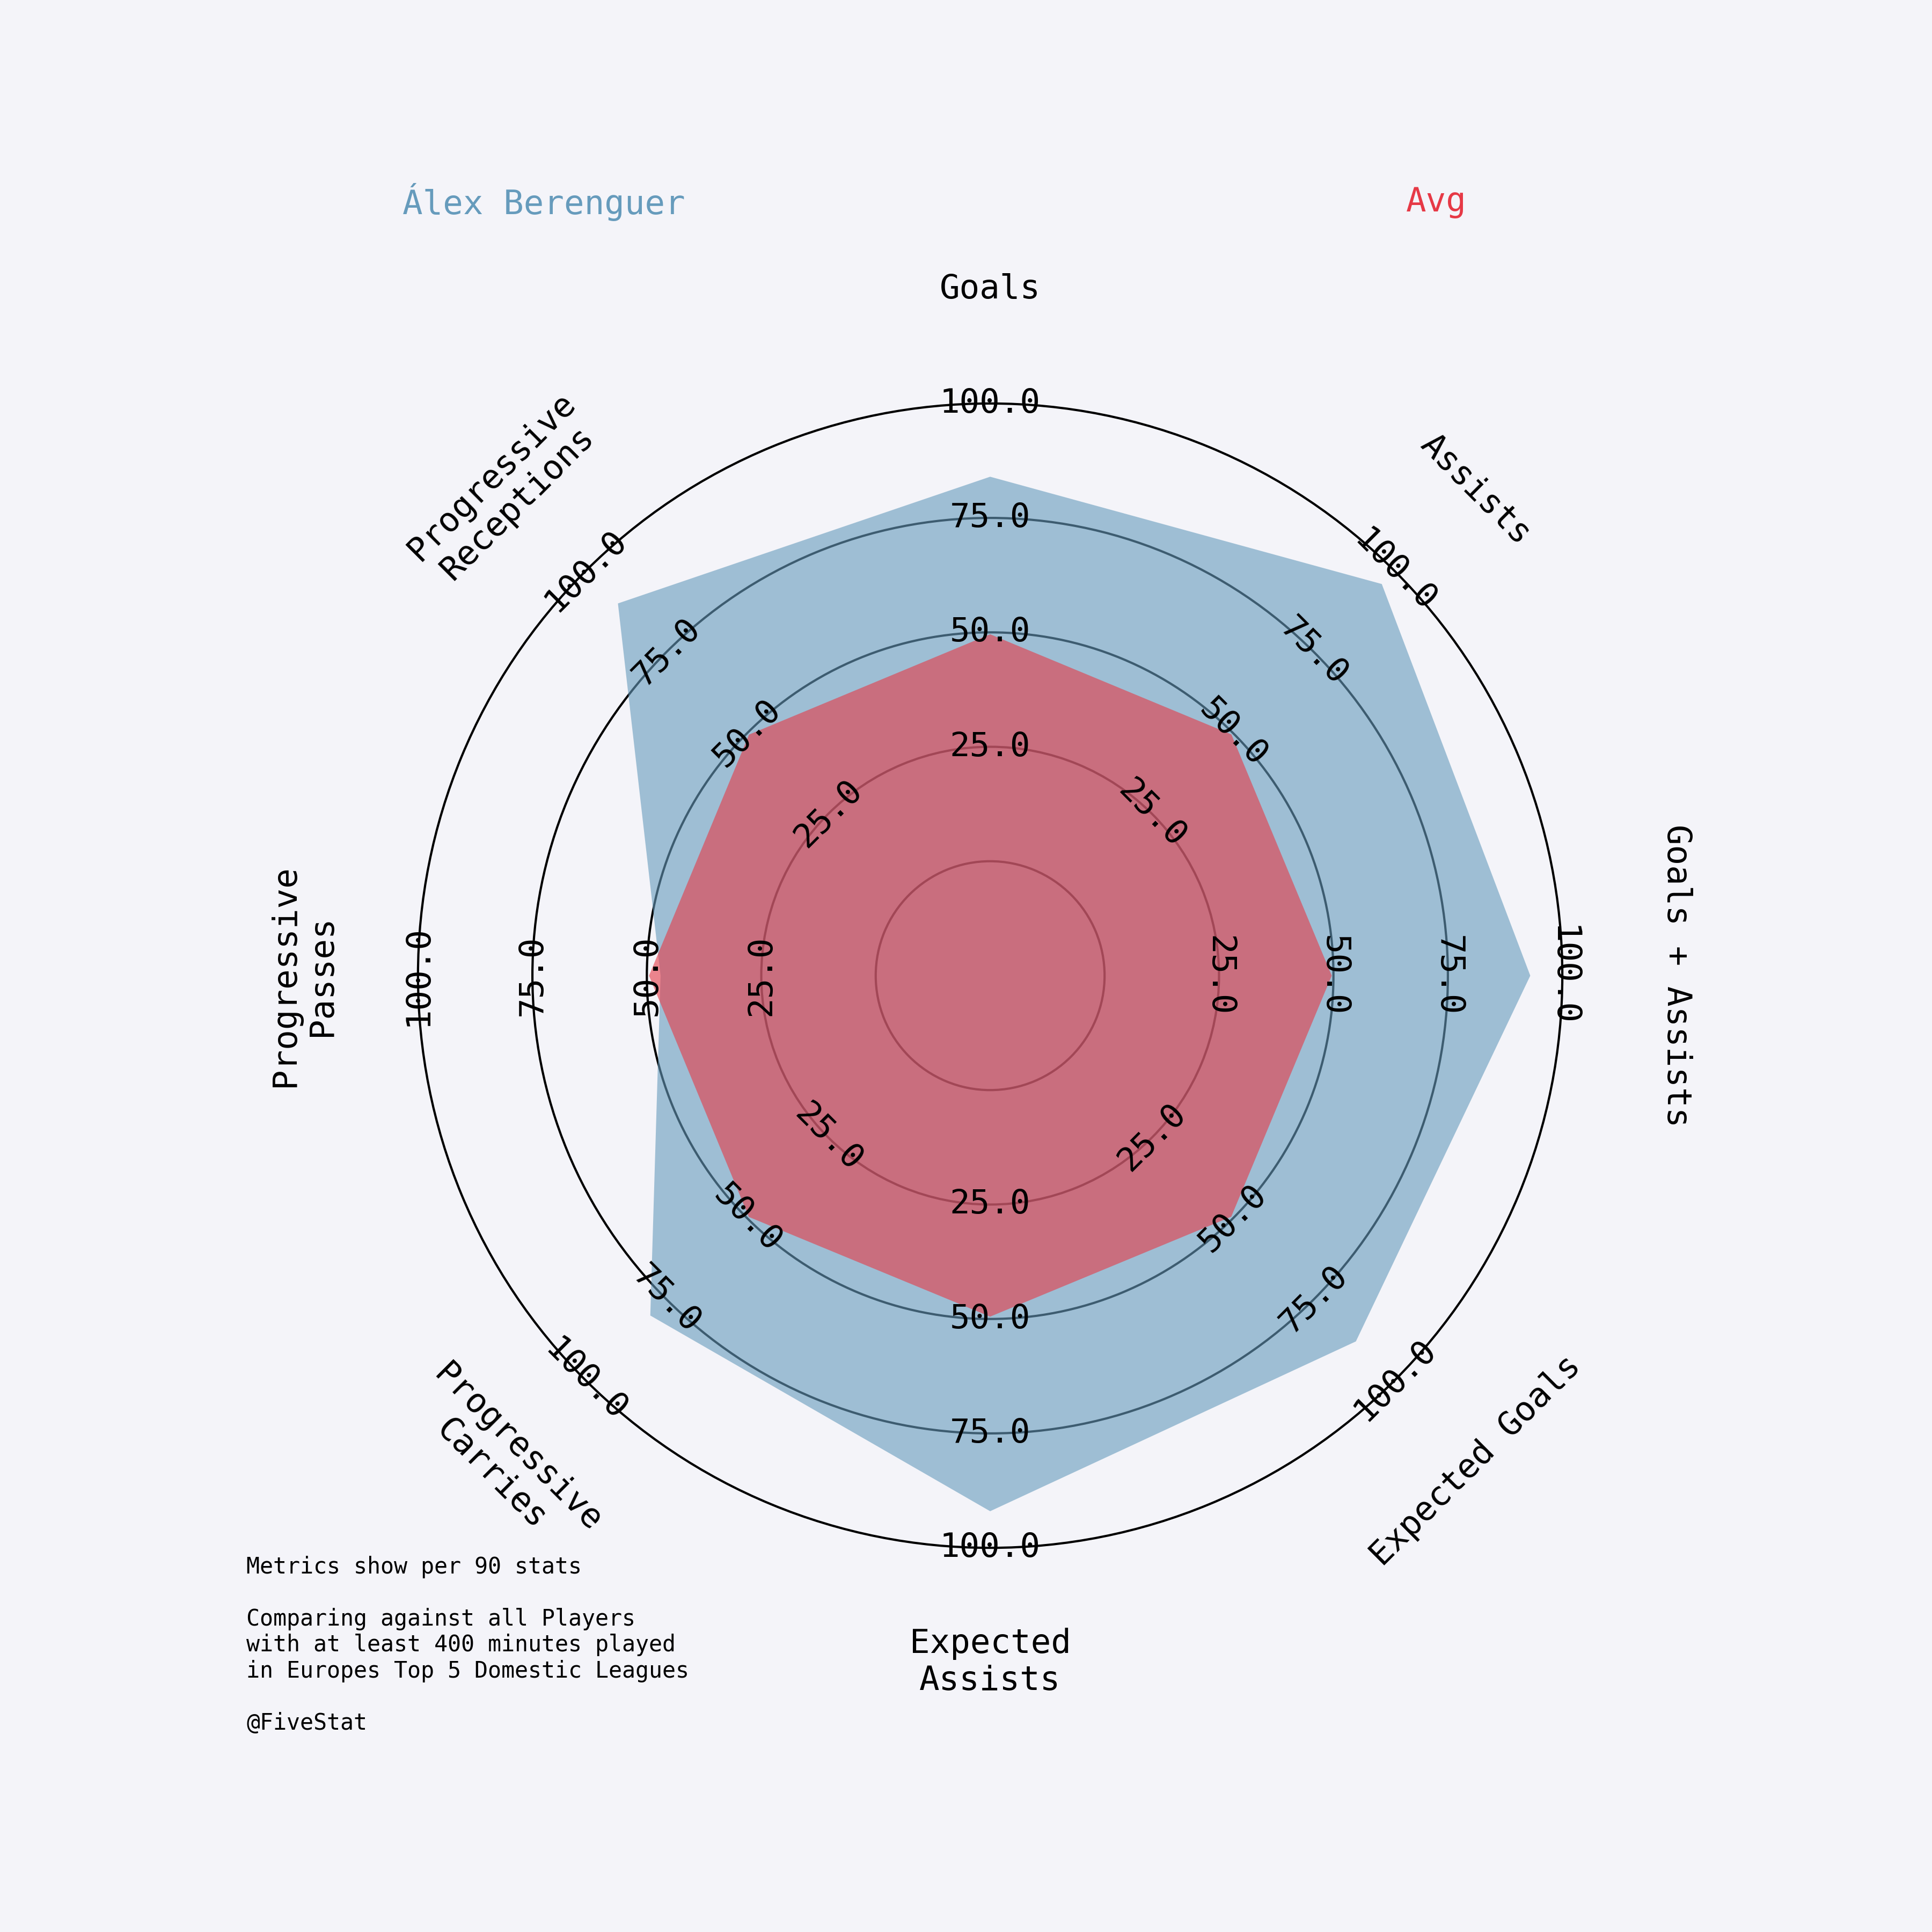 Álex Berenguer
Avg
Goals
Assists
Goals + Assists
Expected Goals
Expected
Assists
Progressive
Carries
Progressive
Passes
Progressive
Receptions
25.0
50.0
75.0
100.0
25.0
50.0
75.0
100.0
25.0
50.0
75.0
100.0
25.0
50.0
75.0
100.0
25.0
50.0
75.0
100.0
25.0
50.0
75.0
100.0
25.0
50.0
75.0
100.0
25.0
50.0
75.0
100.0
Metrics show per 90 stats
Comparing against all Players
with at least 400 minutes played
in Europes Top 5 Domestic Leagues
@FiveStat